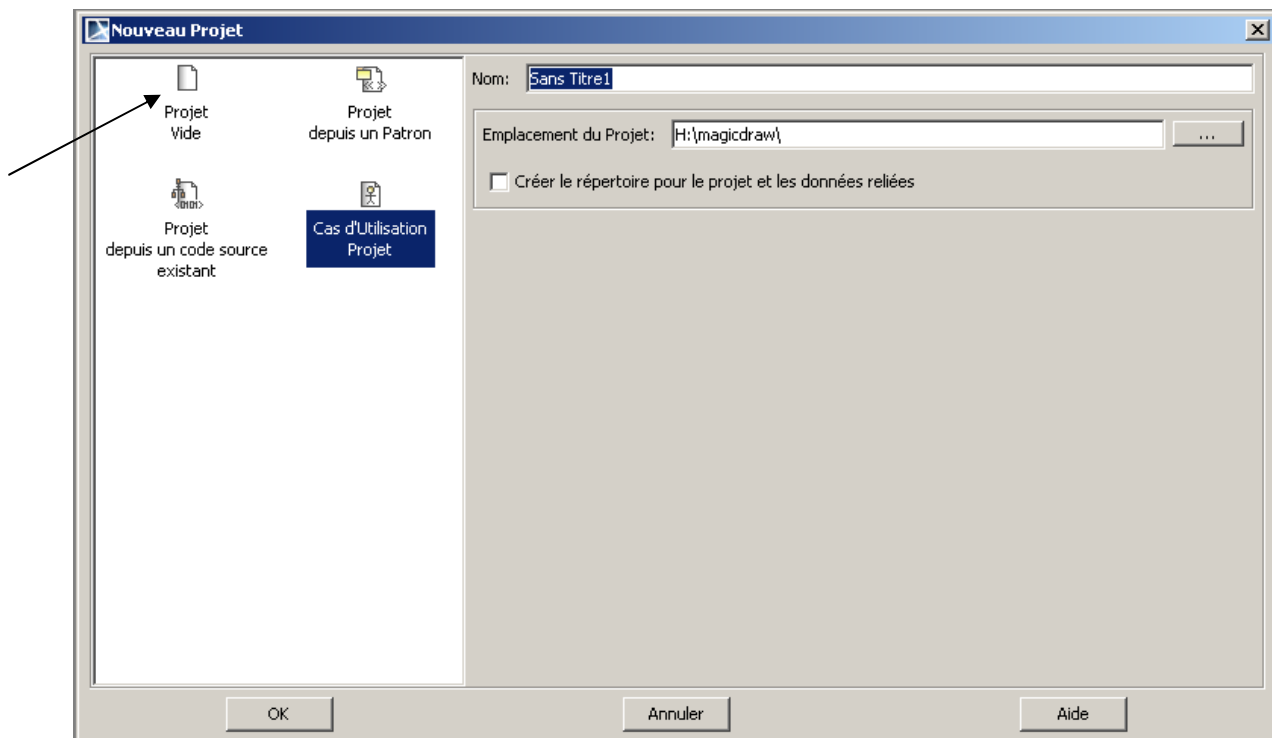 Nouveau Projet
Projet
Vide
Projet
depuis un Patron
Projet
depuis un code source
existant
Cas d'Utilisation
Projet
Nom: Sans Titre1
Emplacement du Projet: H:\magicdraw\ ...
Créer le répertoire pour le projet et les données reliées
OK Annuler Aide